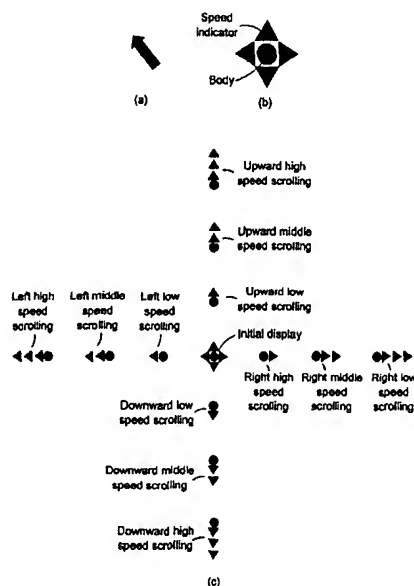 Speed
indicator
Body
(a)
(b)
Upward high
speed scrolling
Upward middle
speed scrolling
Left high
speed
scrolling
Left middle
speed
scrolling
Left low
speed
scrolling
Upward low
speed scrolling
Initial display
Right high
speed
scrolling
Right middle
speed
scrolling
Right low
speed
scrolling
Downward low
speed scrolling
Downward middle
speed scrolling
Downward high
speed scrolling
(c)